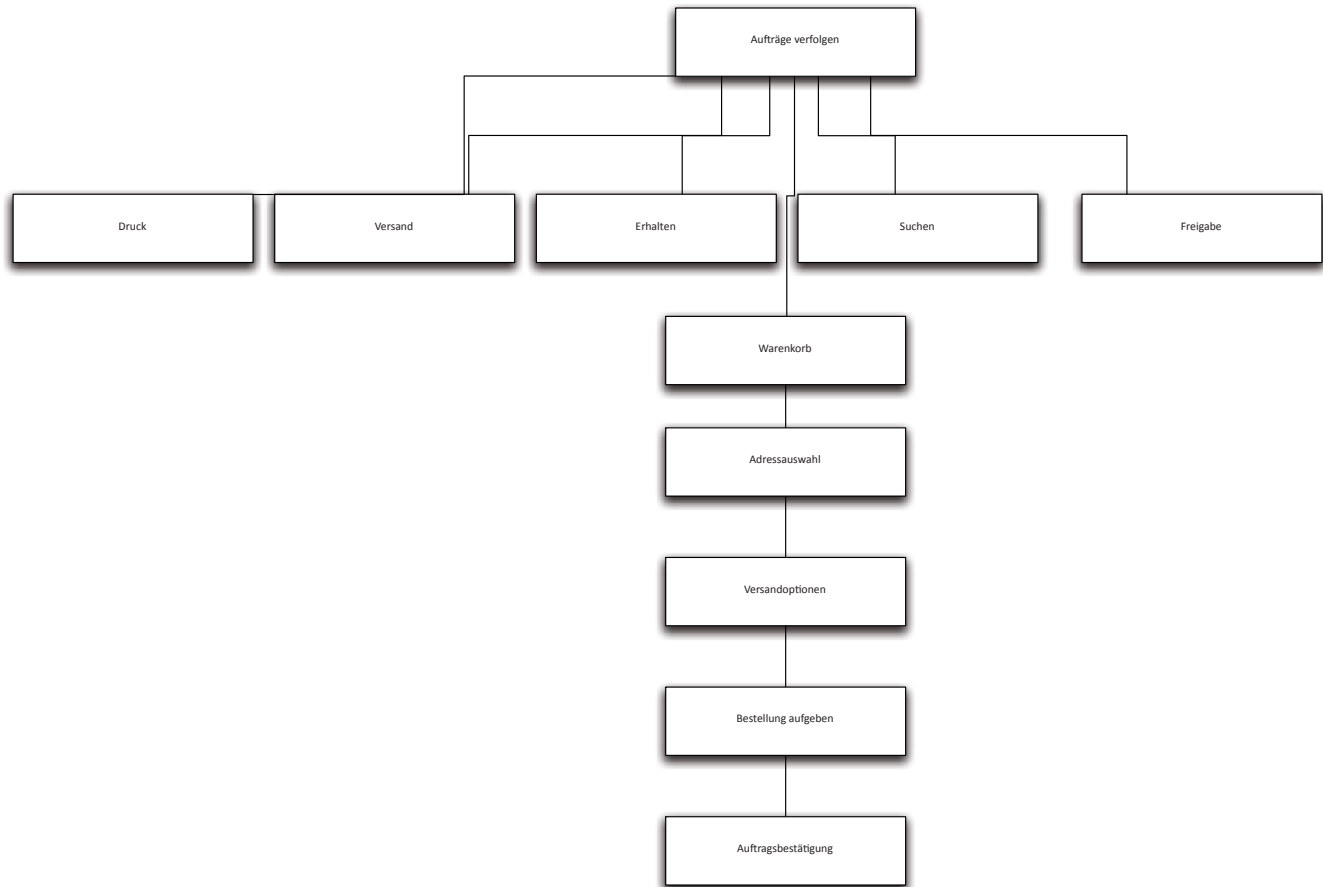 Aufträge verfolgen
Druck
Versand
Erhalten
Suchen
Freigabe
Warenkorb
Adressauswahl
Versandoptionen
Bestellung aufgeben
Auftragsbestätigung